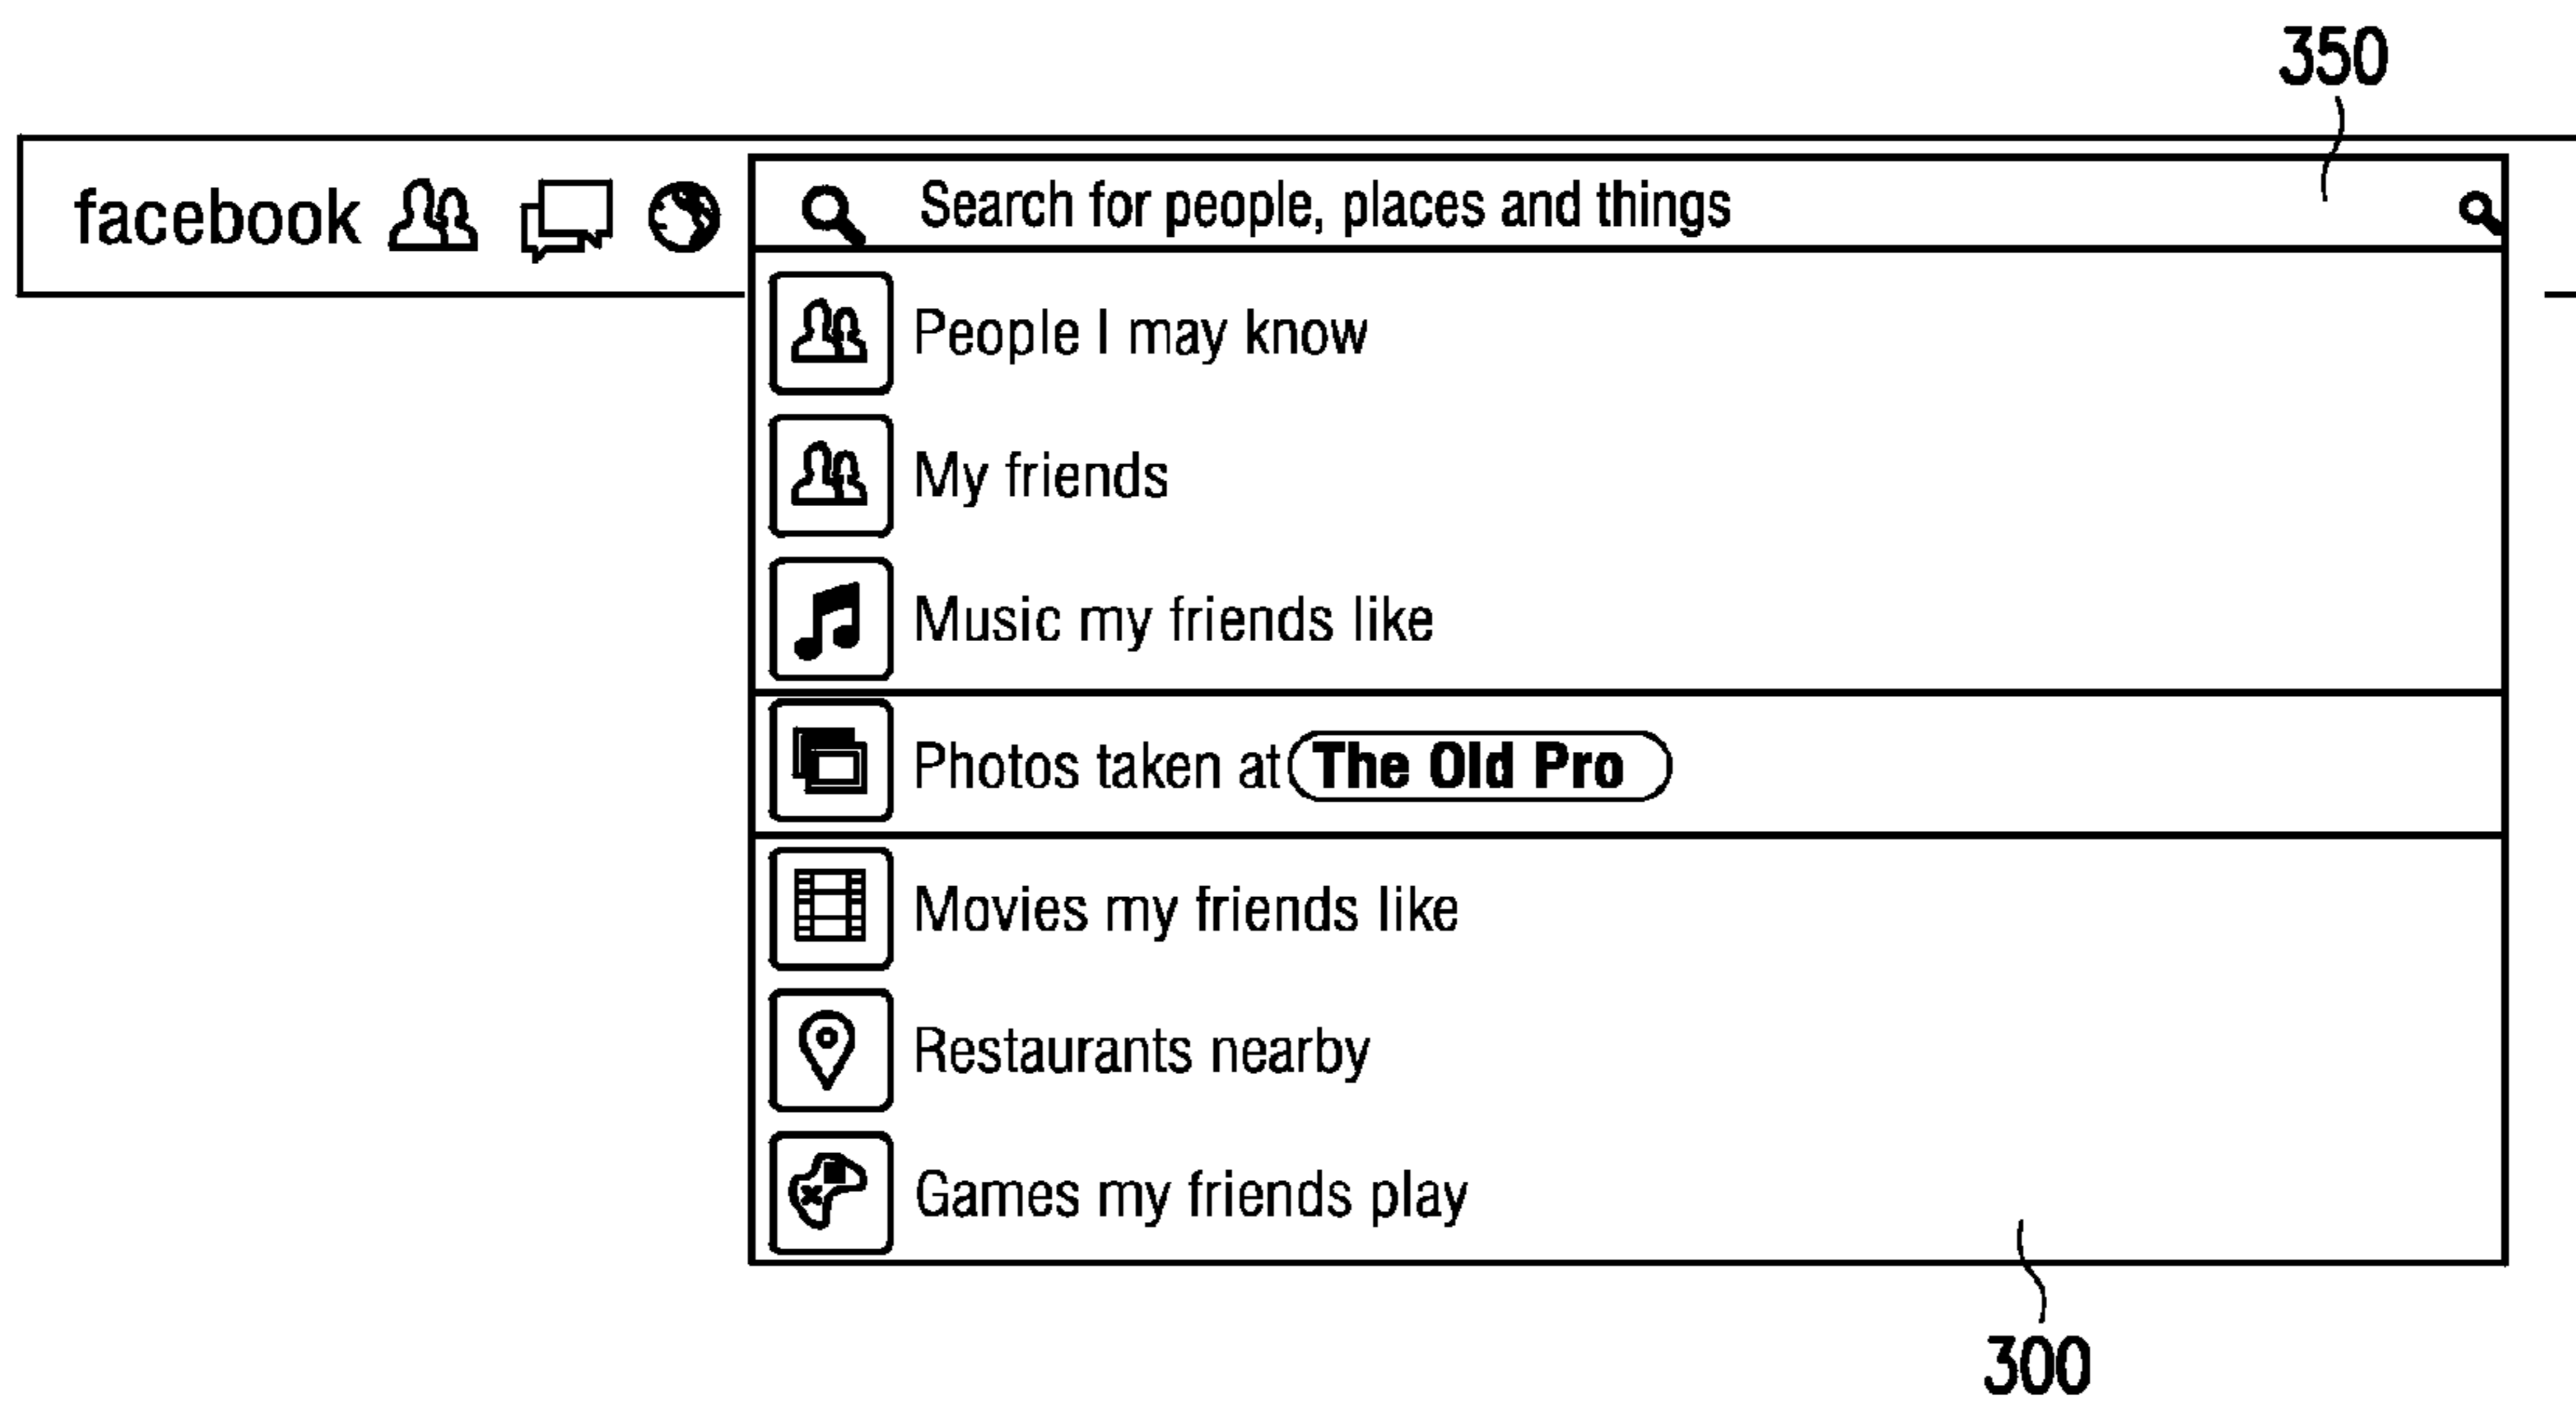 350
facebook Search for people, places and things
People I may know
My friends
Music my friends like
Photos taken at The Old Pro
Movies my friends like
Restaurants nearby
Games my friends play
300